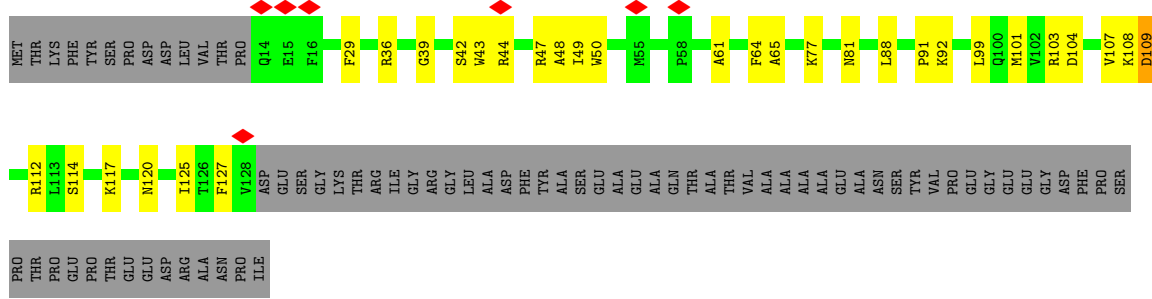 MET THR LYS PHE TYR SER PRO ASP ASP LEU VAL THR PRO Q14 E15 F16 F29 R36 G39 S42 W43 R44 R47 A48 I49 W50 M55 P58 A61 F64 A65 K77 N81 L88 P91 K92 L99 Q100 M101 V102 R103 D104 V107 K108 D109
R112 L113 S114 K117 N120 I125 T126 F127 V128 ASP GLU SER GLY LYS THR ARG ILE GLY ARG GLY LEU ALA ASP PHE TYR ALA SER GLU ALA GLU ALA GLN THR ALA THR VAL ALA ALA ALA ALA GLU ALA ASN SER TYR VAL PRO GLU GLY GLU GLU GLY ASP PHE PRO SER
PRO THR PRO GLU PRO THR GLU GLU ASP ARG ALA ASN PRO ILE